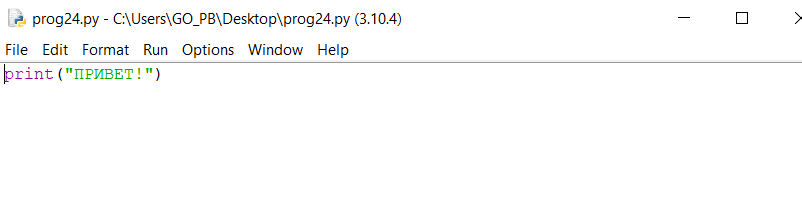 prog24.py - C:\Users\GO_PB\Desktop\prog24.py (3.10.4)
File Edit Format Run Options Window Help
print("ПРИВЕТ!")